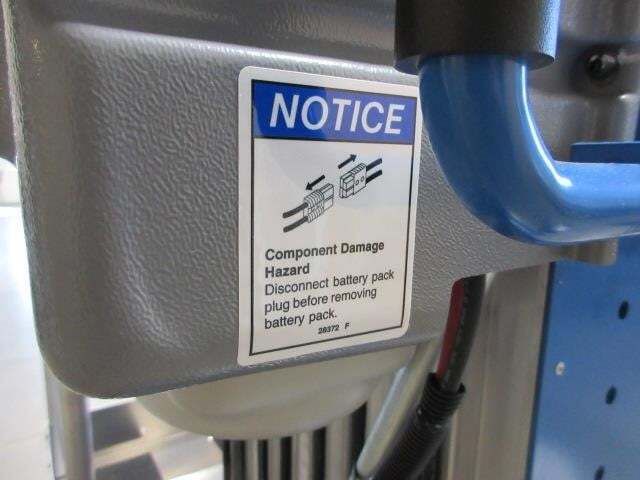 NOTICE
Component Damage
Hazard
Disconnect battery pack
plug before removing
battery pack.
28372 F